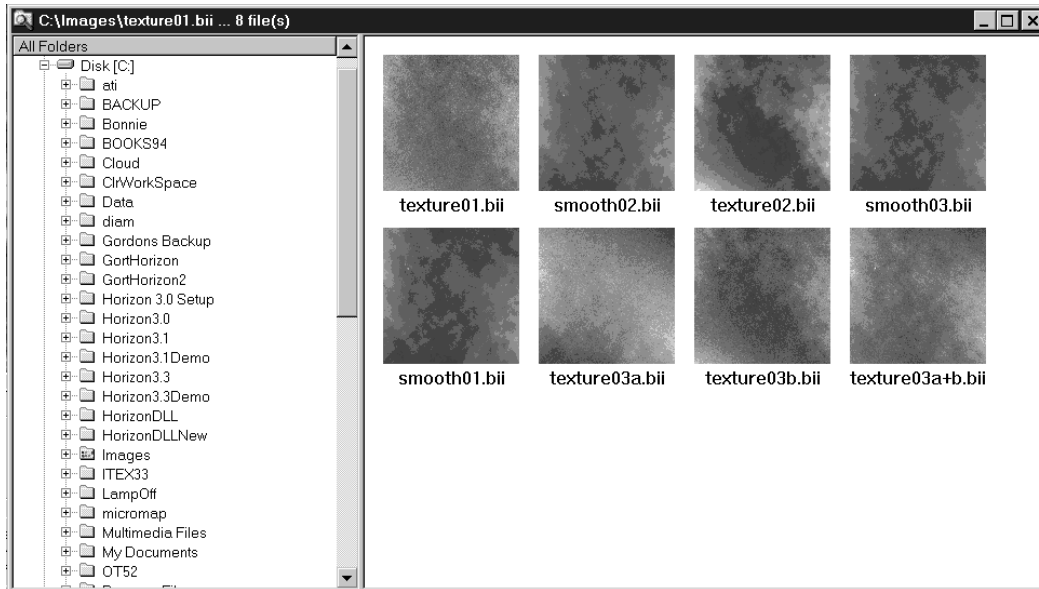 C:\Images\texture01.bii ... 8 file(s)
All Folders
Disk [C:]
ati
BACKUP
Bonnie
BOOKS94
Cloud
ClrWorkSpace
Data
diam
Gordons Backup
GortHorizon
GortHorizon2
Horizon 3.0 Setup
Horizon3.0
Horizon3.1
Horizon3.1Demo
Horizon3.3
Horizon3.3Demo
HorizonDLL
HorizonDLLNew
Images
ITEX33
LampOff
micromap
Multimedia Files
My Documents
OT52
texture01.bii smooth02.bii texture02.bii smooth03.bii
smooth01.bii texture03a.bii texture03b.bii texture03a+b.bii